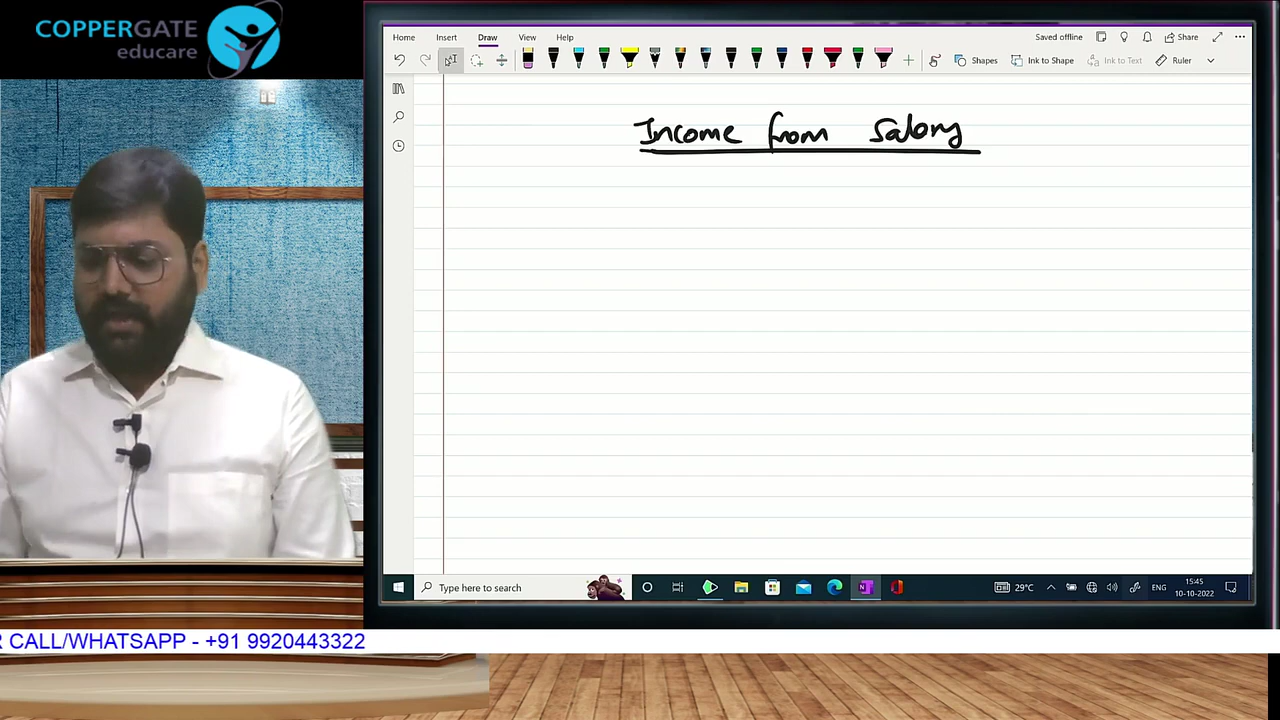 COPPERGATE
educare
Home Insert Draw View Help
Saved offline
Share
Shapes
Ink to Shape
Ink to Text
Ruler
Income from Salary
Type here to search
29°C
ENG
15:45
10-10-2022
R CALL/WHATSAPP - +91 9920443322